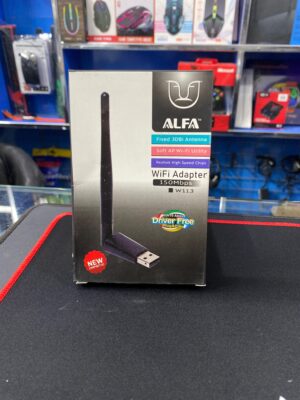 ALFA
Fixed 3DBi Antenna
Soft AP Wi-Fi Utility
Realtek High Speed Chips
WiFi Adapter
150Mbps
W113
Driver Free
NEW